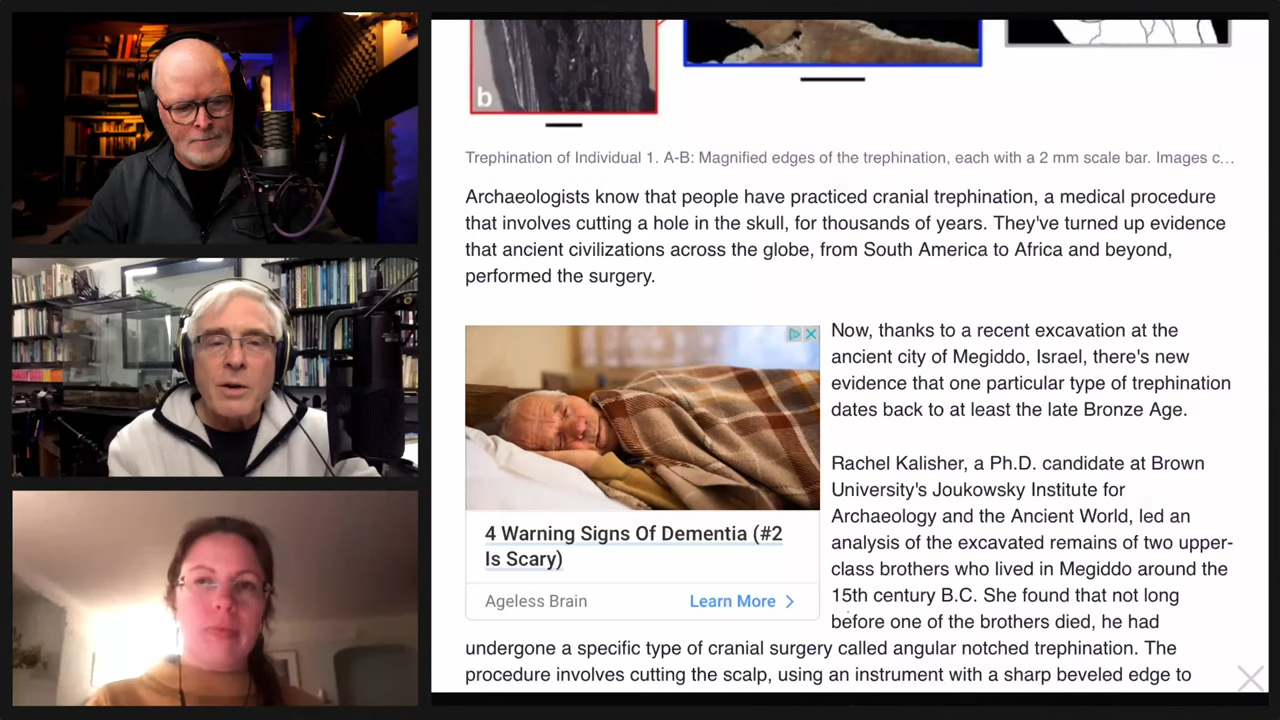 b
Trephination of Individual 1. A-B: Magnified edges of the trephination, each with a 2 mm scale bar. Images c...
Archaeologists know that people have practiced cranial trephination, a medical procedure
that involves cutting a hole in the skull, for thousands of years. They've turned up evidence
that ancient civilizations across the globe, from South America to Africa and beyond,
performed the surgery.
Now, thanks to a recent excavation at the
ancient city of Megiddo, Israel, there's new
evidence that one particular type of trephination
dates back to at least the late Bronze Age.
4 Warning Signs Of Dementia (#2
Is Scary)
Ageless Brain
Learn More
Rachel Kalisher, a Ph.D. candidate at Brown
University's Joukowsky Institute for
Archaeology and the Ancient World, led an
analysis of the excavated remains of two upper-
class brothers who lived in Megiddo around the
15th century B.C. She found that not long
before one of the brothers died, he had
undergone a specific type of cranial surgery called angular notched trephination. The
procedure involves cutting the scalp, using an instrument with a sharp beveled edge to